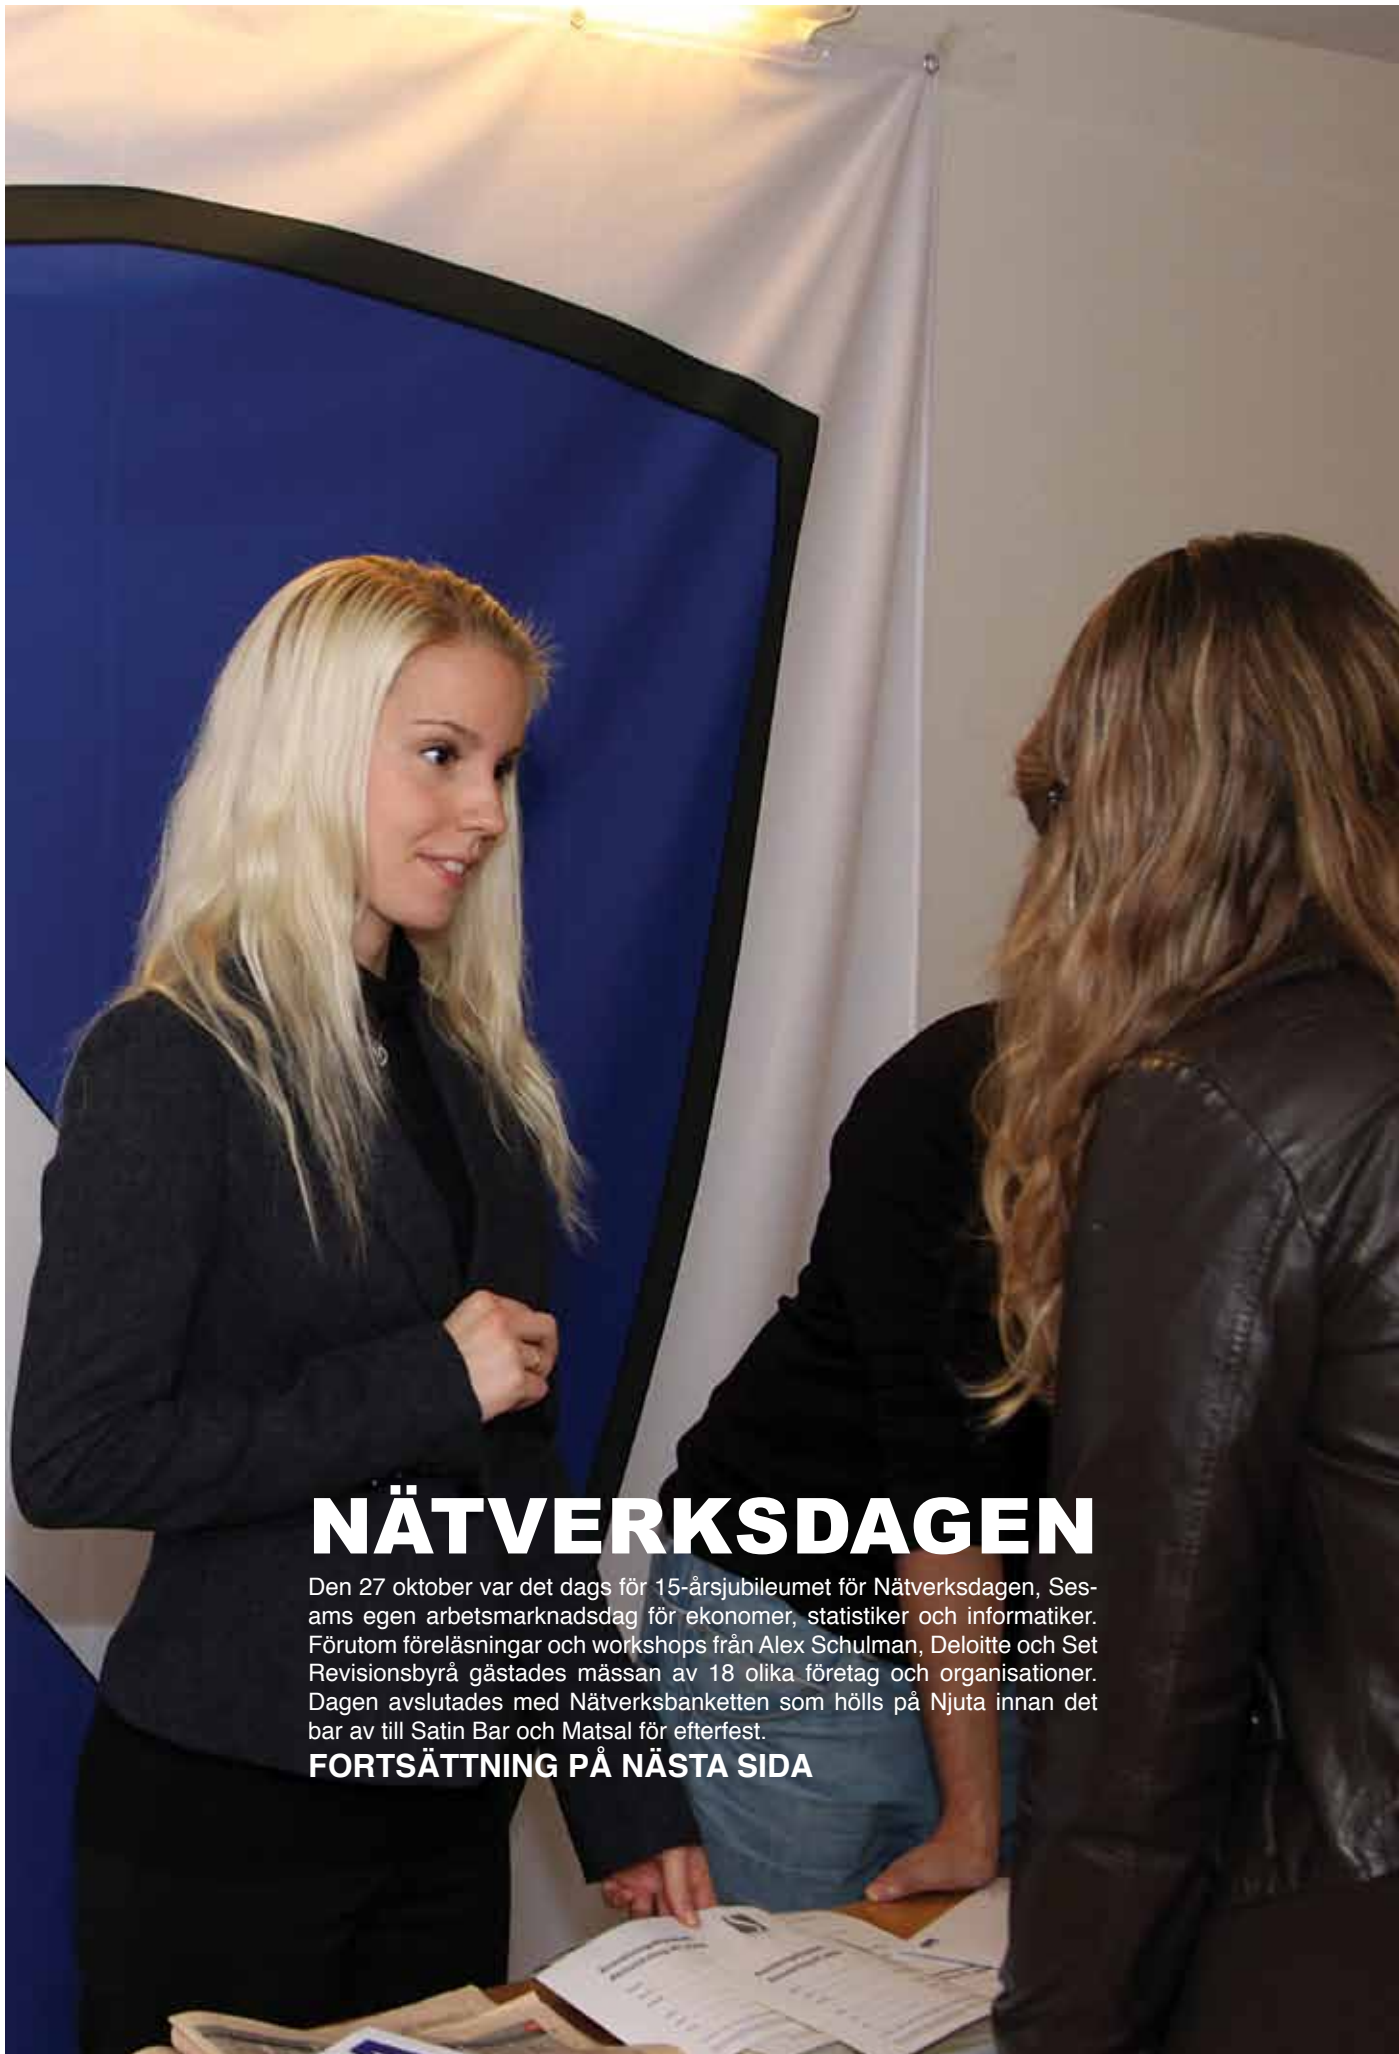 NÄTVERKSDAGEN
Den 27 oktober var det dags för 15-årsjubileumet för Nätverksdagen, Ses-
ams egen arbetsmarknadsdag för ekonomer, statistiker och informatiker.
Förutom föreläsningar och workshops från Alex Schulman, Deloitte och Set
Revisionsbyrå gästades mässan av 18 olika företag och organisationer.
Dagen avslutades med Nätverksbanketten som hölls på Njuta innan det
bar av till Satin Bar och Matsal för efterfest.
FORTSÄTTNING PÅ NÄSTA SIDA